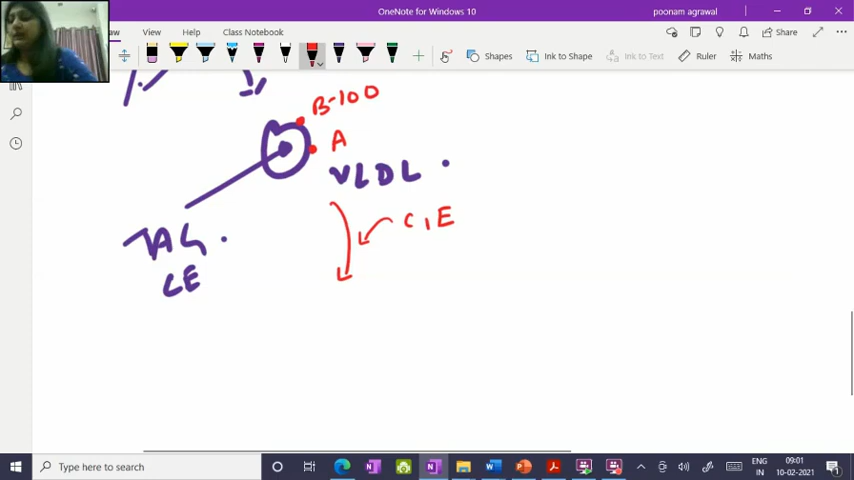 OneNote for Windows 10
poonam agrawal
View
Help
Class Notebook
Share
Shapes
Ink to Shape
Ink to Text
Ruler
Maths
B-100
A
VLDL .
C, E
TAG .
CE
Type here to search
ENG
IN
09:01
10-02-2021